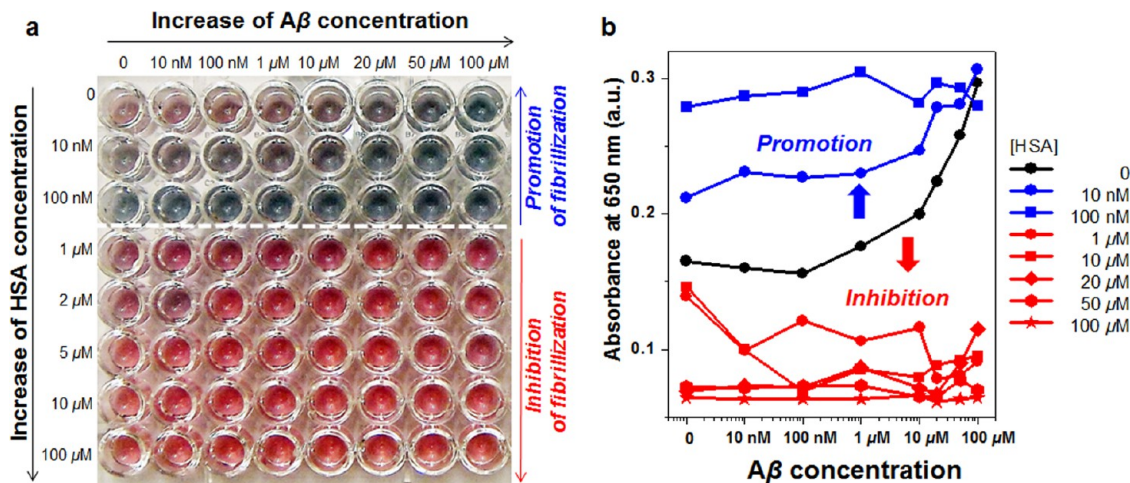 a
Increase of Aβ concentration
0 10 nM 100 nM 1 μM 10 μM 20 μM 50 μM 100 μM
Increase of HSA concentration
0
10 nM
100 nM
1 μM
2 μM
5 μM
10 μM
100 μM
Promotion
of fibrilization
Inhibition
of fibrillization
b
Absorbance at 650 nm (a.u.)
0.3
0.2
0.1
Promotion
Inhibition
0 10 nM 100 nM 1 μM 10 μM 100 μM
Aβ concentration
[HSA]
0
10 nM
100 nM
1 μM
10 μM
20 μM
50 μM
100 μM